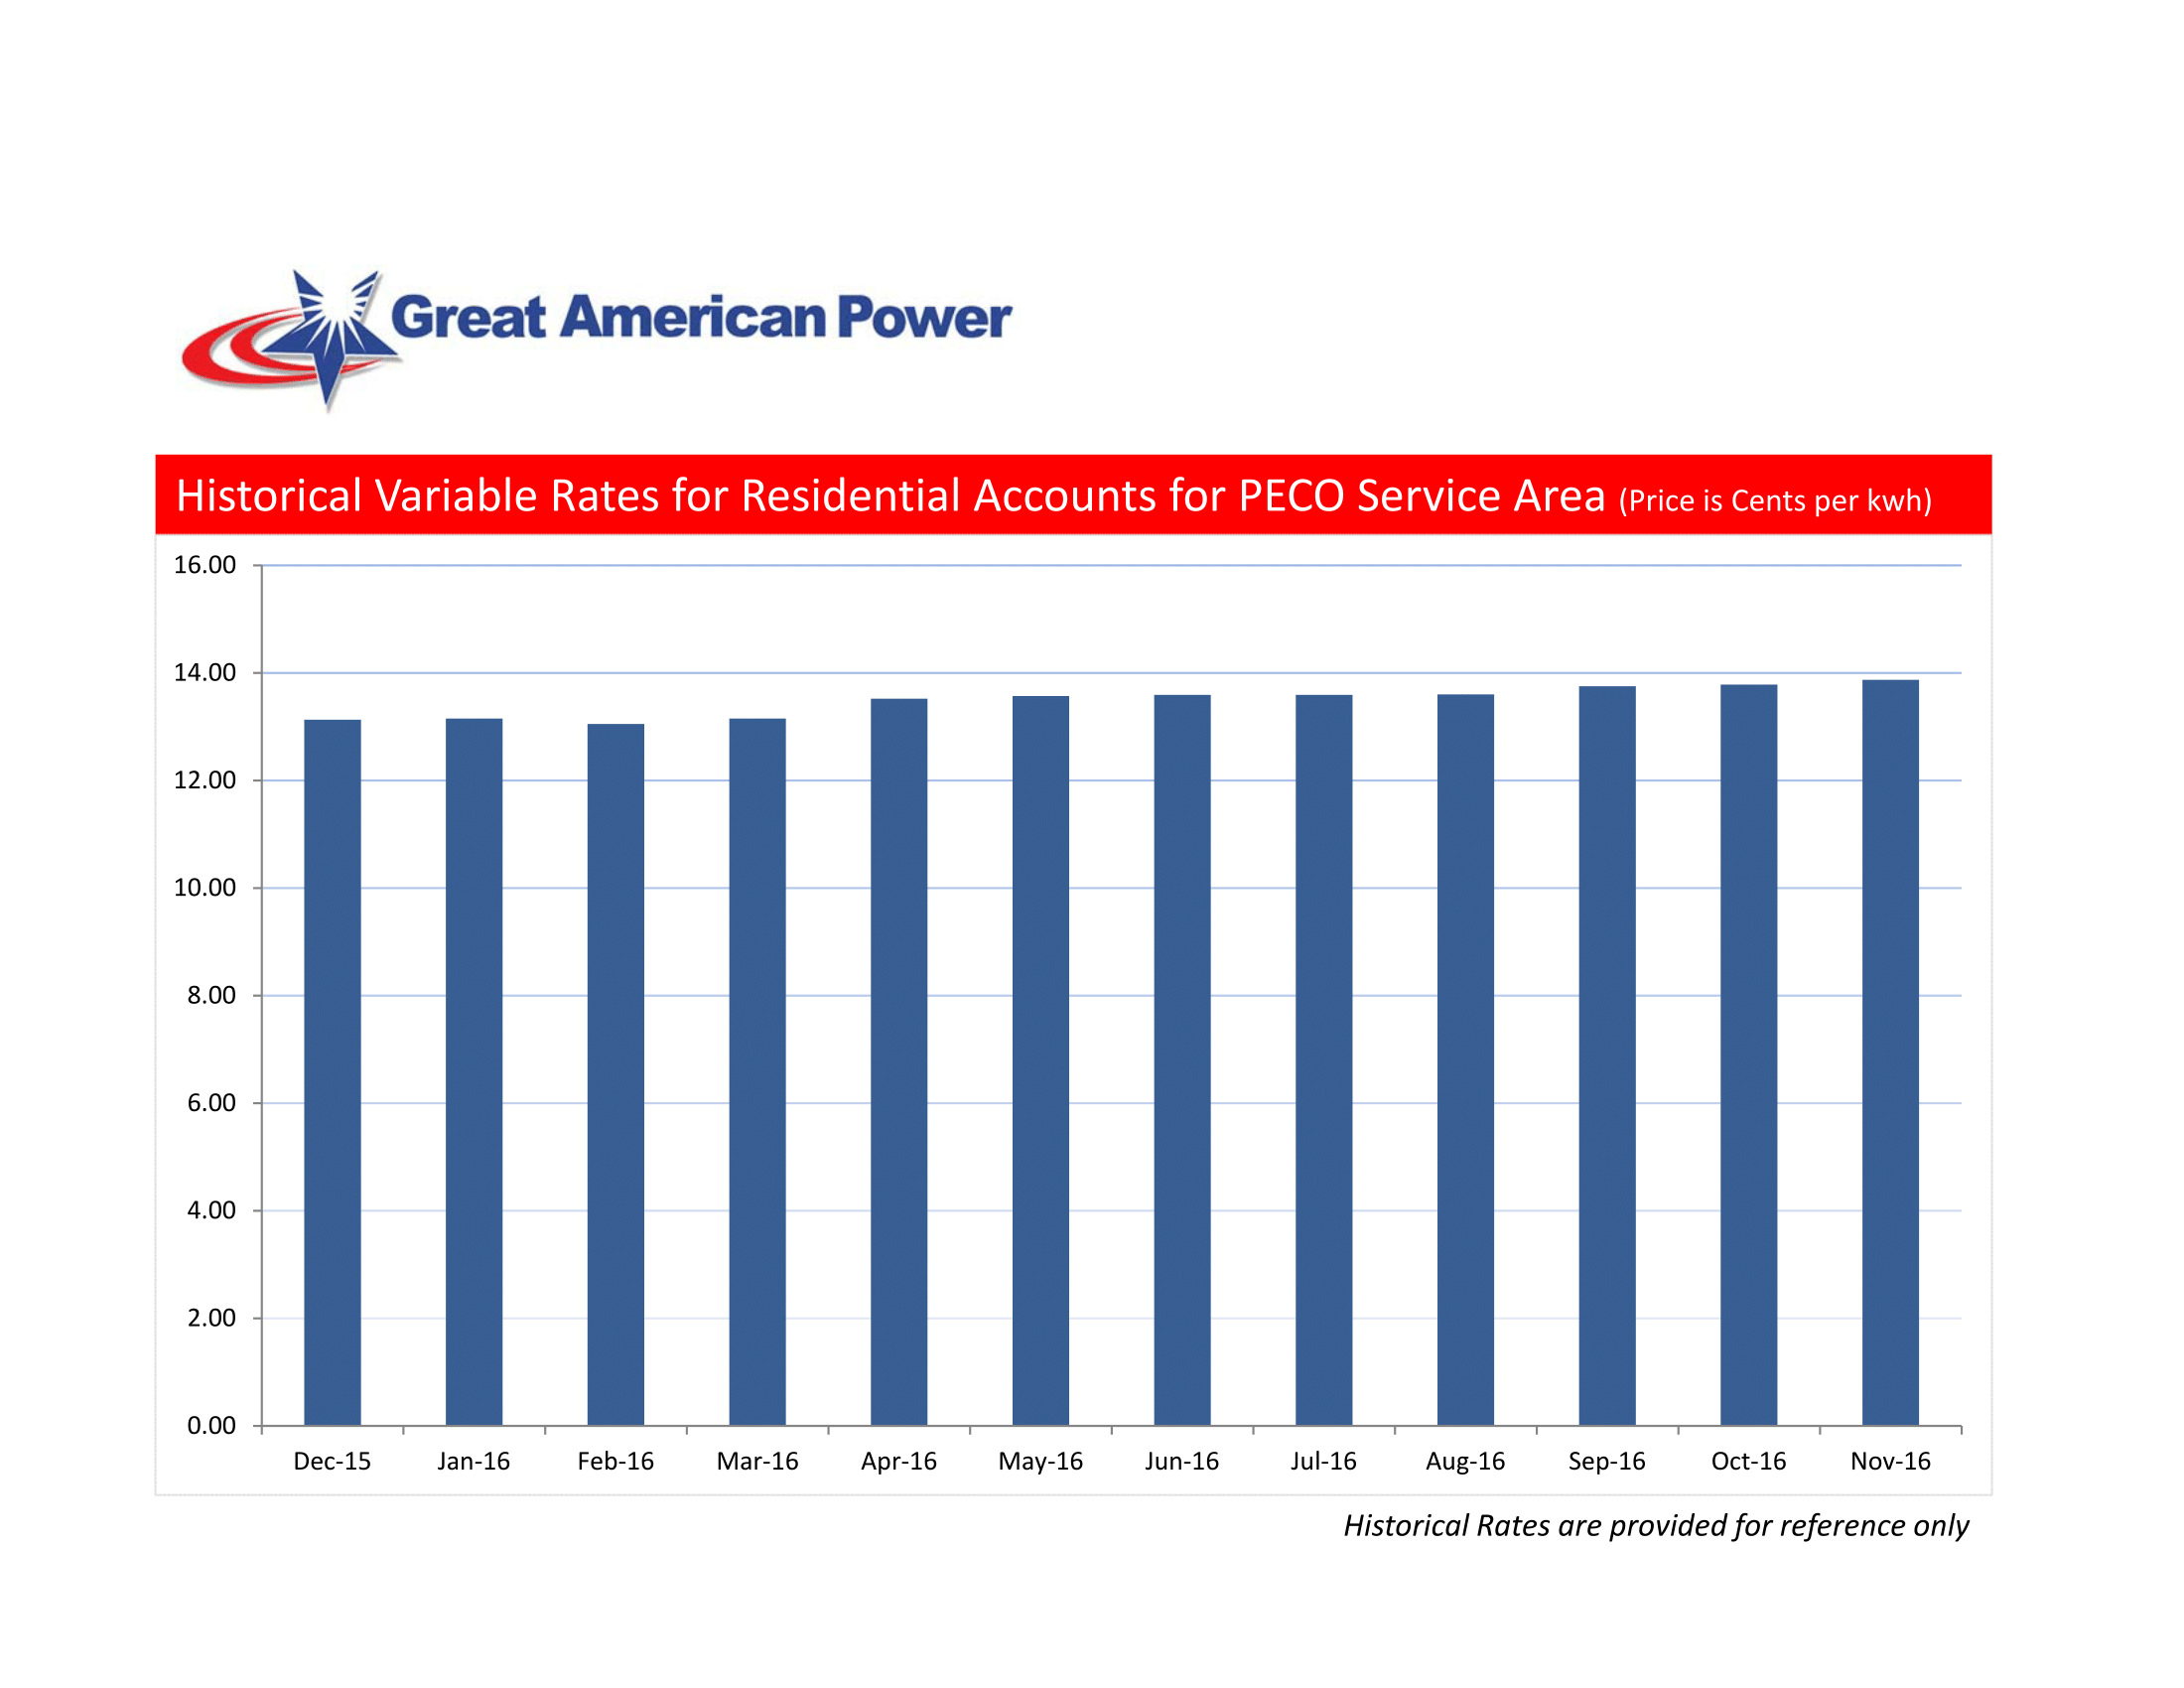 Great American Power
Historical Variable Rates for Residential Accounts for PECO Service Area (Price is Cents per kwh)
16.00
14.00
12.00
10.00
8.00
6.00
4.00
2.00
0.00
Dec-15 Jan-16 Feb-16 Mar-16 Apr-16 May-16 Jun-16 Jul-16 Aug-16 Sep-16 Oct-16 Nov-16
Historical Rates are provided for reference only